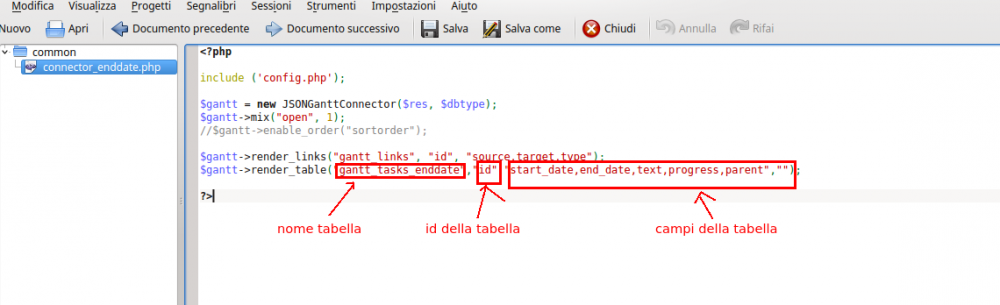 Modifica Visualizza Progetti Segnalibri Sessioni Strumenti Impostazioni Aiuto
Nuovo Apri Documento precedente Documento successivo Salva Salva come Chiudi Annulla Rifai
common
connector_enddate.php
<?php
include ('config.php');
$gantt = new JSONGanttConnector($res, $dbtype);
$gantt->mix("open", 1);
//$gantt->enable_order("sortorder");
$gantt->render_links("gantt_links", "id", "source,target,type");
$gantt->render_table("gantt_tasks_enddate","id","start_date,end_date,text,progress,parent","");
?>
nome tabella id della tabella campi della tabella